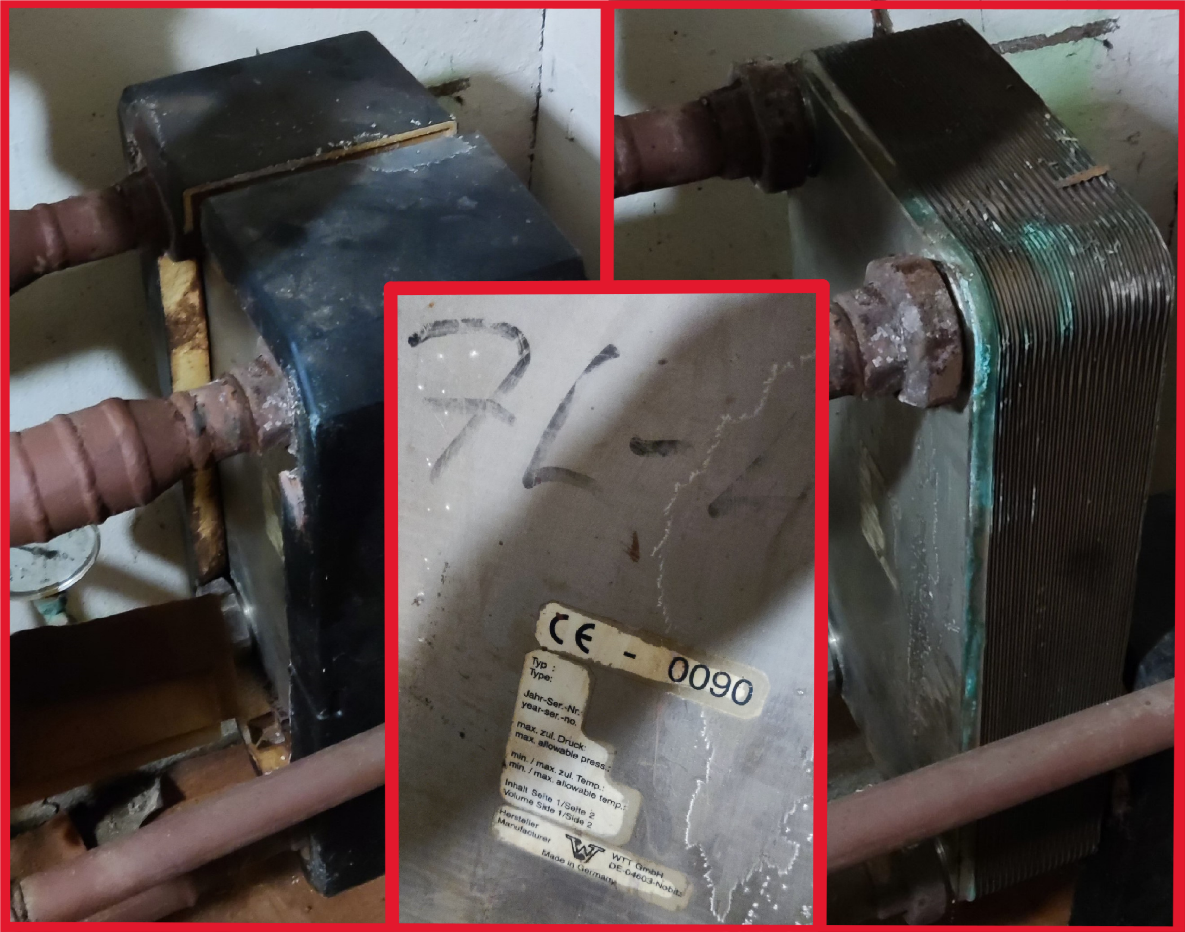 CE - 0090
Typ :
Type:
Jahr-Ser.-Nr.
year-ser.-no.
max. zul. Druck:
max. allowable press.:
min. / max. zul. Temp.:
min. / max. allowable temp.:
Inhalt Seite 1/Seite 2
Volume Side 1/Side 2
Hersteller
Manufacturer
WTT GmbH
DE-04603-Nobitz
Made in Germany